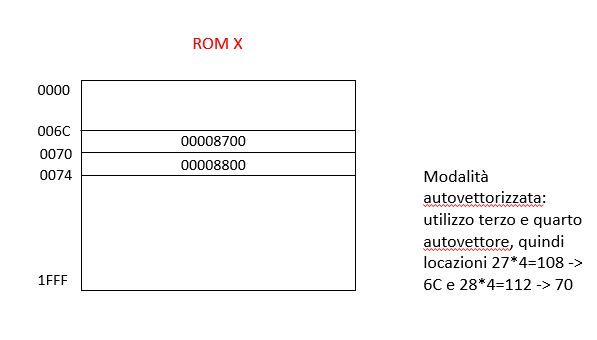 ROM X
0000
006C
00008700
0070
00008800
0074
1FFF
Modalità
autovettorizzata:
utilizzo terzo e quarto
autovettore, quindi
locazioni 27*4=108 ->
6C e 28*4=112 -> 70